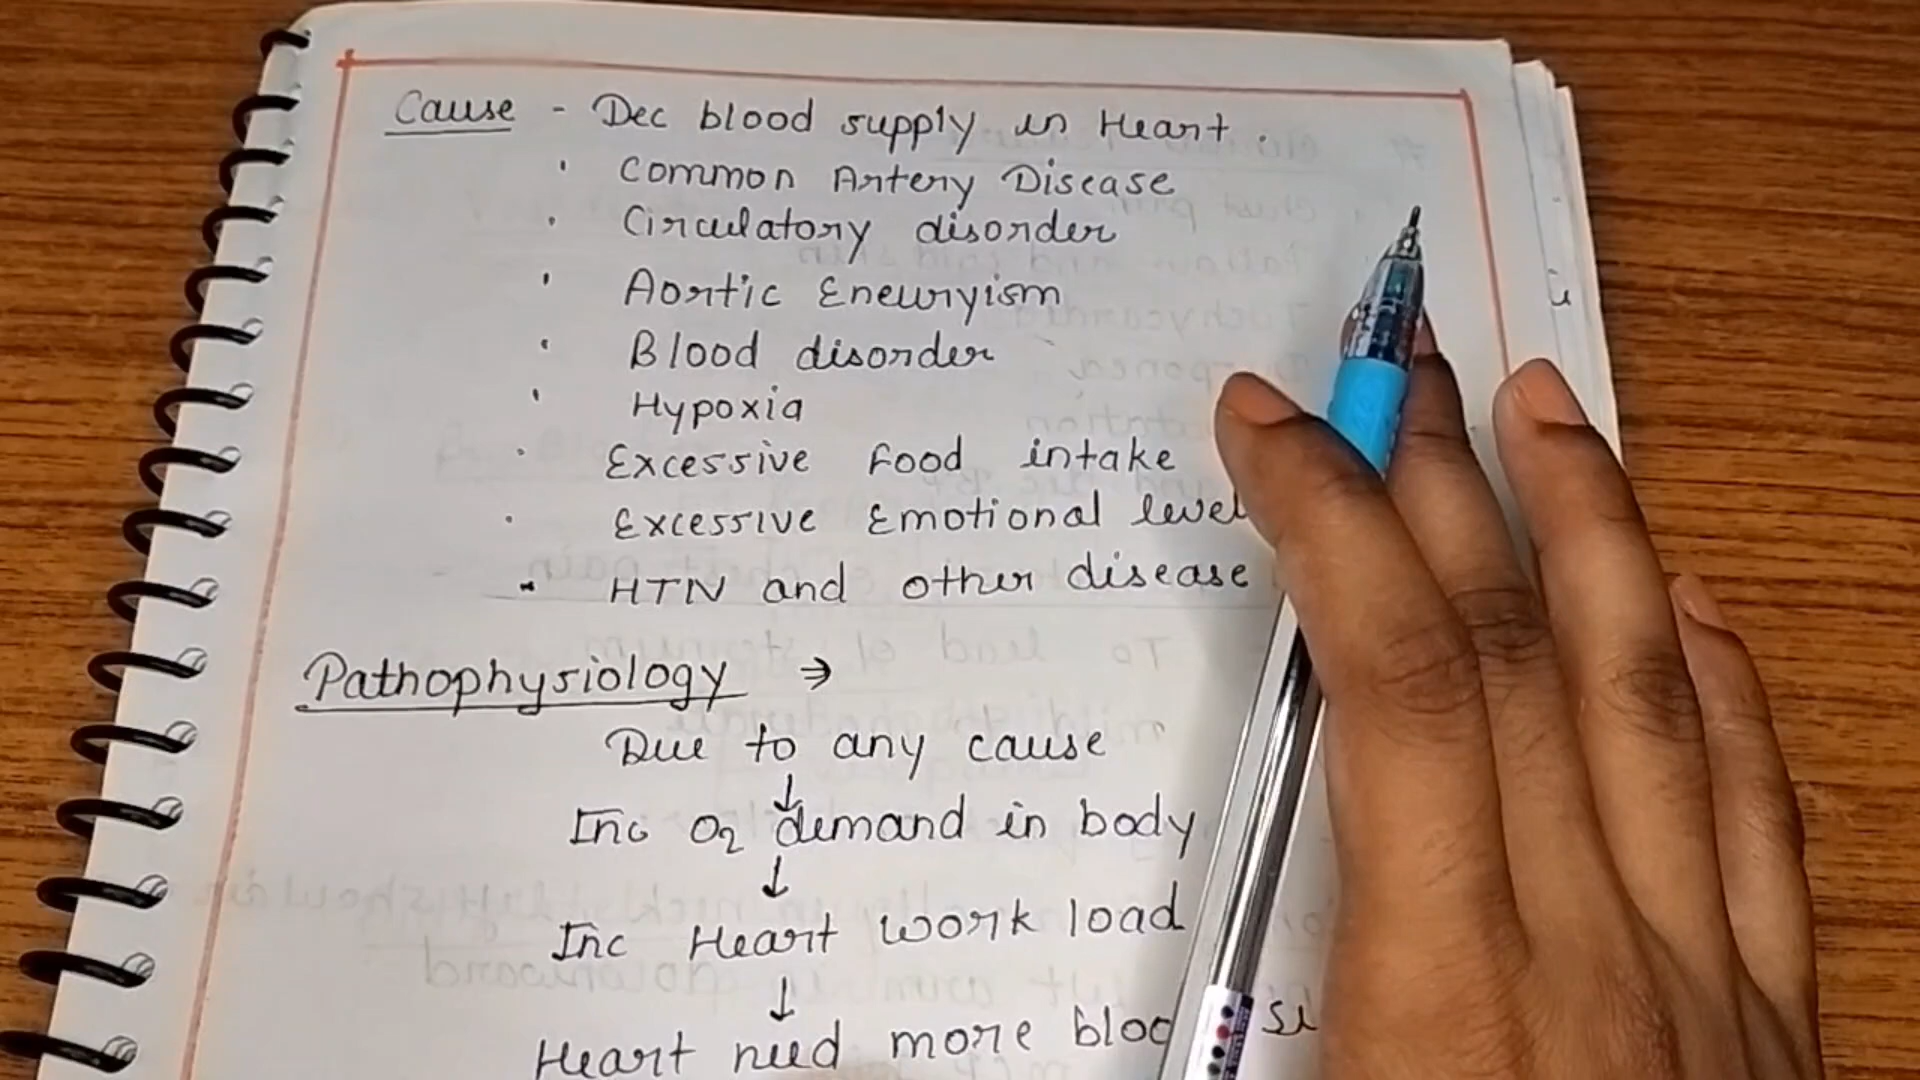 Cause - Dec blood supply in Heart.
· Common Artery Disease
· Circulatory disorder
· Aortic Eneuryism
· Blood disorder
· Hypoxia
· Excessive Food intake
· Excessive Emotional level
· HTN and other disease
Pathophysiology →
Due to any cause
↓
Inc O2 demand in body
↓
Inc Heart work load
↓
Heart need more